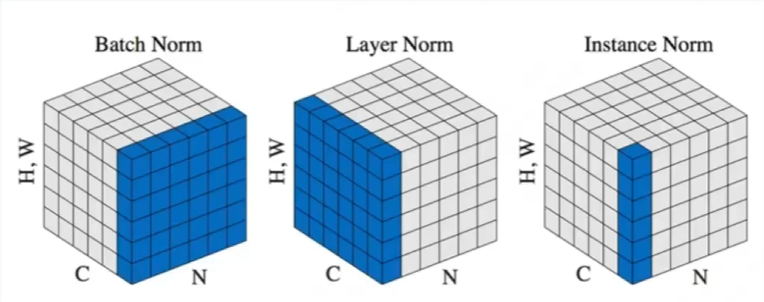 Batch Norm
Layer Norm
Instance Norm
H, W
H, W
H, W
C
N
C
N
C
N